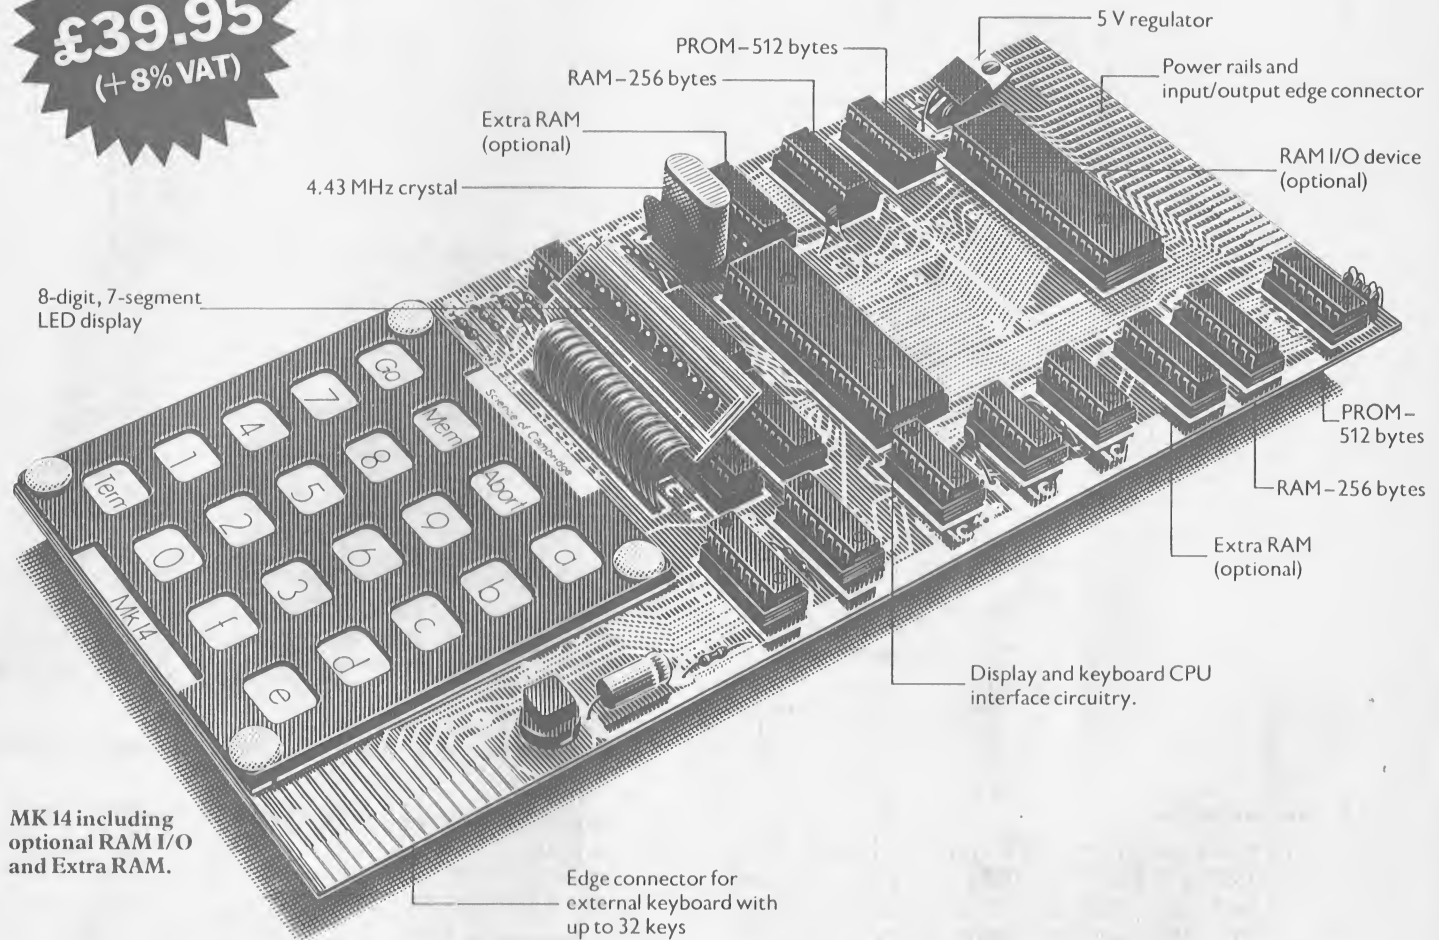 £39.95
(+8% VAT)
5 V regulator
PROM–512 bytes
Power rails and
input/output edge connector
RAM–256 bytes
Extra RAM
(optional)
RAM I/O device
(optional)
4.43 MHz crystal
8-digit, 7-segment
LED display
Go
7
Mem
4
8
Abort
1
5
9
a
Term
2
6
b
0
3
c
f
d
e
Mk 14
Science of Cambridge
PROM–
512 bytes
RAM–256 bytes
Extra RAM
(optional)
Display and keyboard CPU
interface circuitry.
MK 14 including
optional RAM I/O
and Extra RAM.
Edge connector for
external keyboard with
up to 32 keys